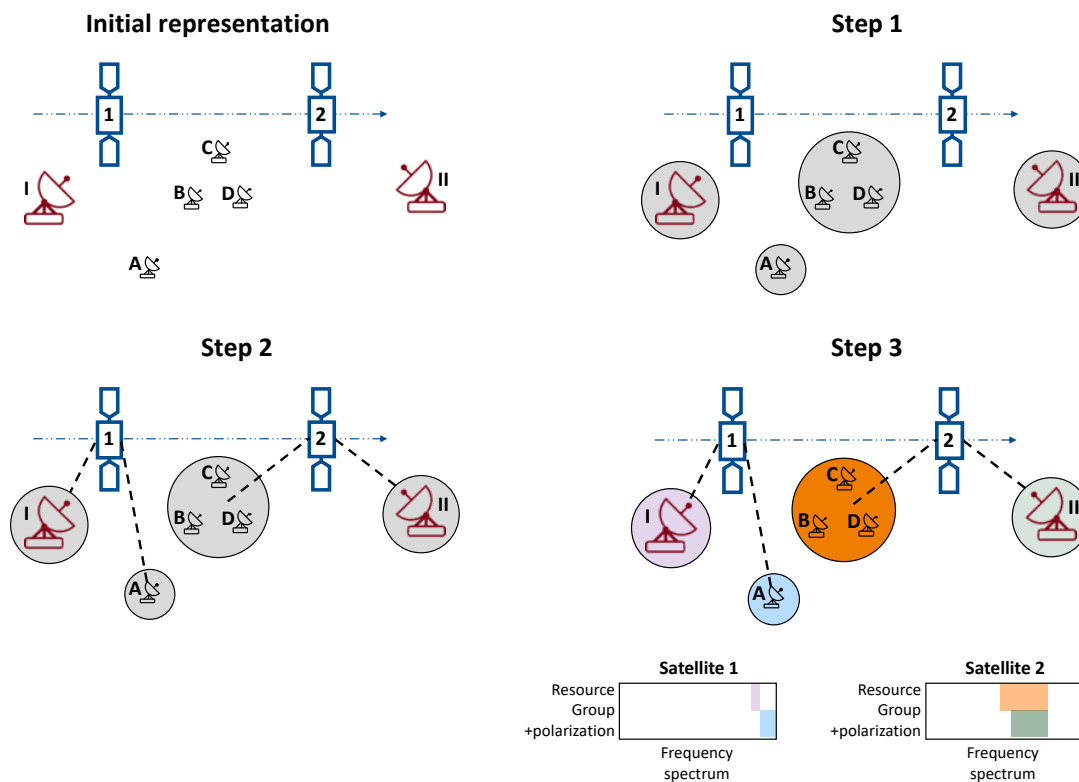 Initial representation
1
2
C
I
B
D
II
A
Step 1
1
2
C
I
B
D
II
A
Step 2
1
2
C
I
B
D
II
A
Step 3
1
2
C
I
B
D
II
A
Satellite 1
Resource
Group
+polarization
Frequency
spectrum
Satellite 2
Resource
Group
+polarization
Frequency
spectrum